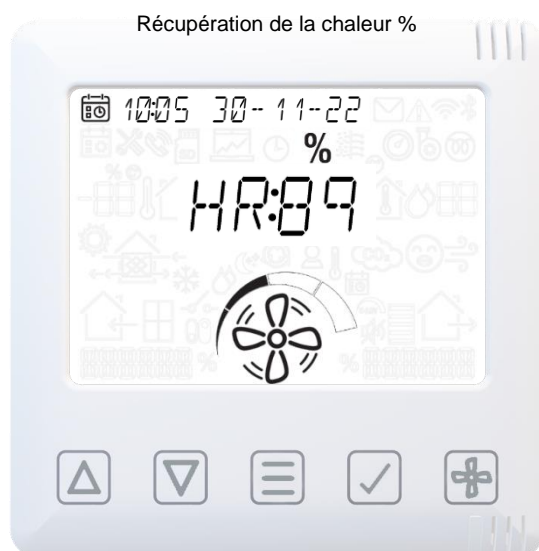 Récupération de la chaleur %
10:05 30--11--22
%
HR:89